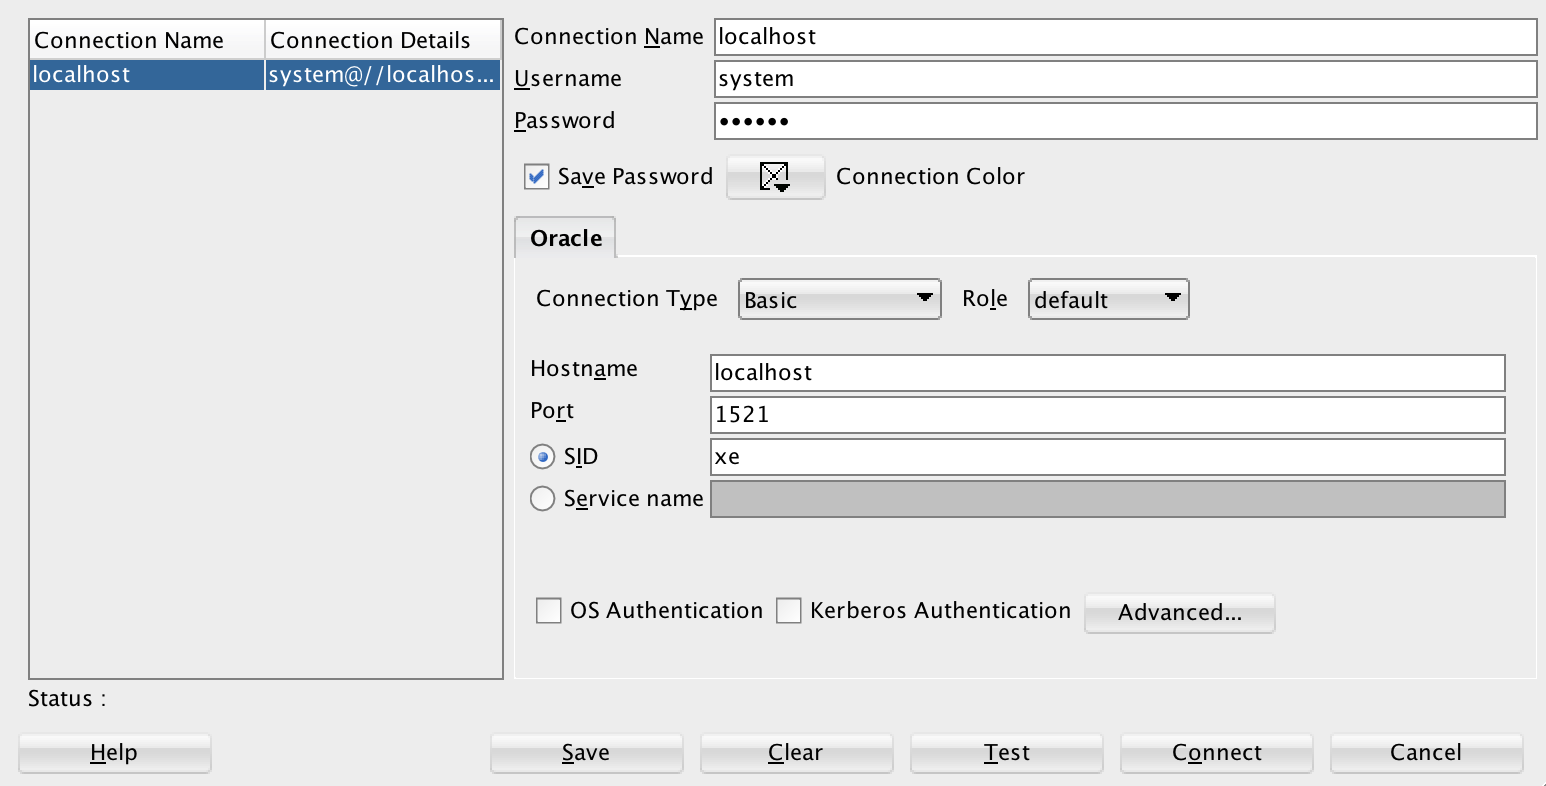 Connection Name Connection Details
localhost system@//localhos...
Connection Name localhost
Username system
Password ••••••
Save Password Connection Color
Oracle
Connection Type Basic Role default
Hostname localhost
Port 1521
SID xe
Service name
OS Authentication Kerberos Authentication Advanced...
Status :
Help Save Clear Test Connect Cancel